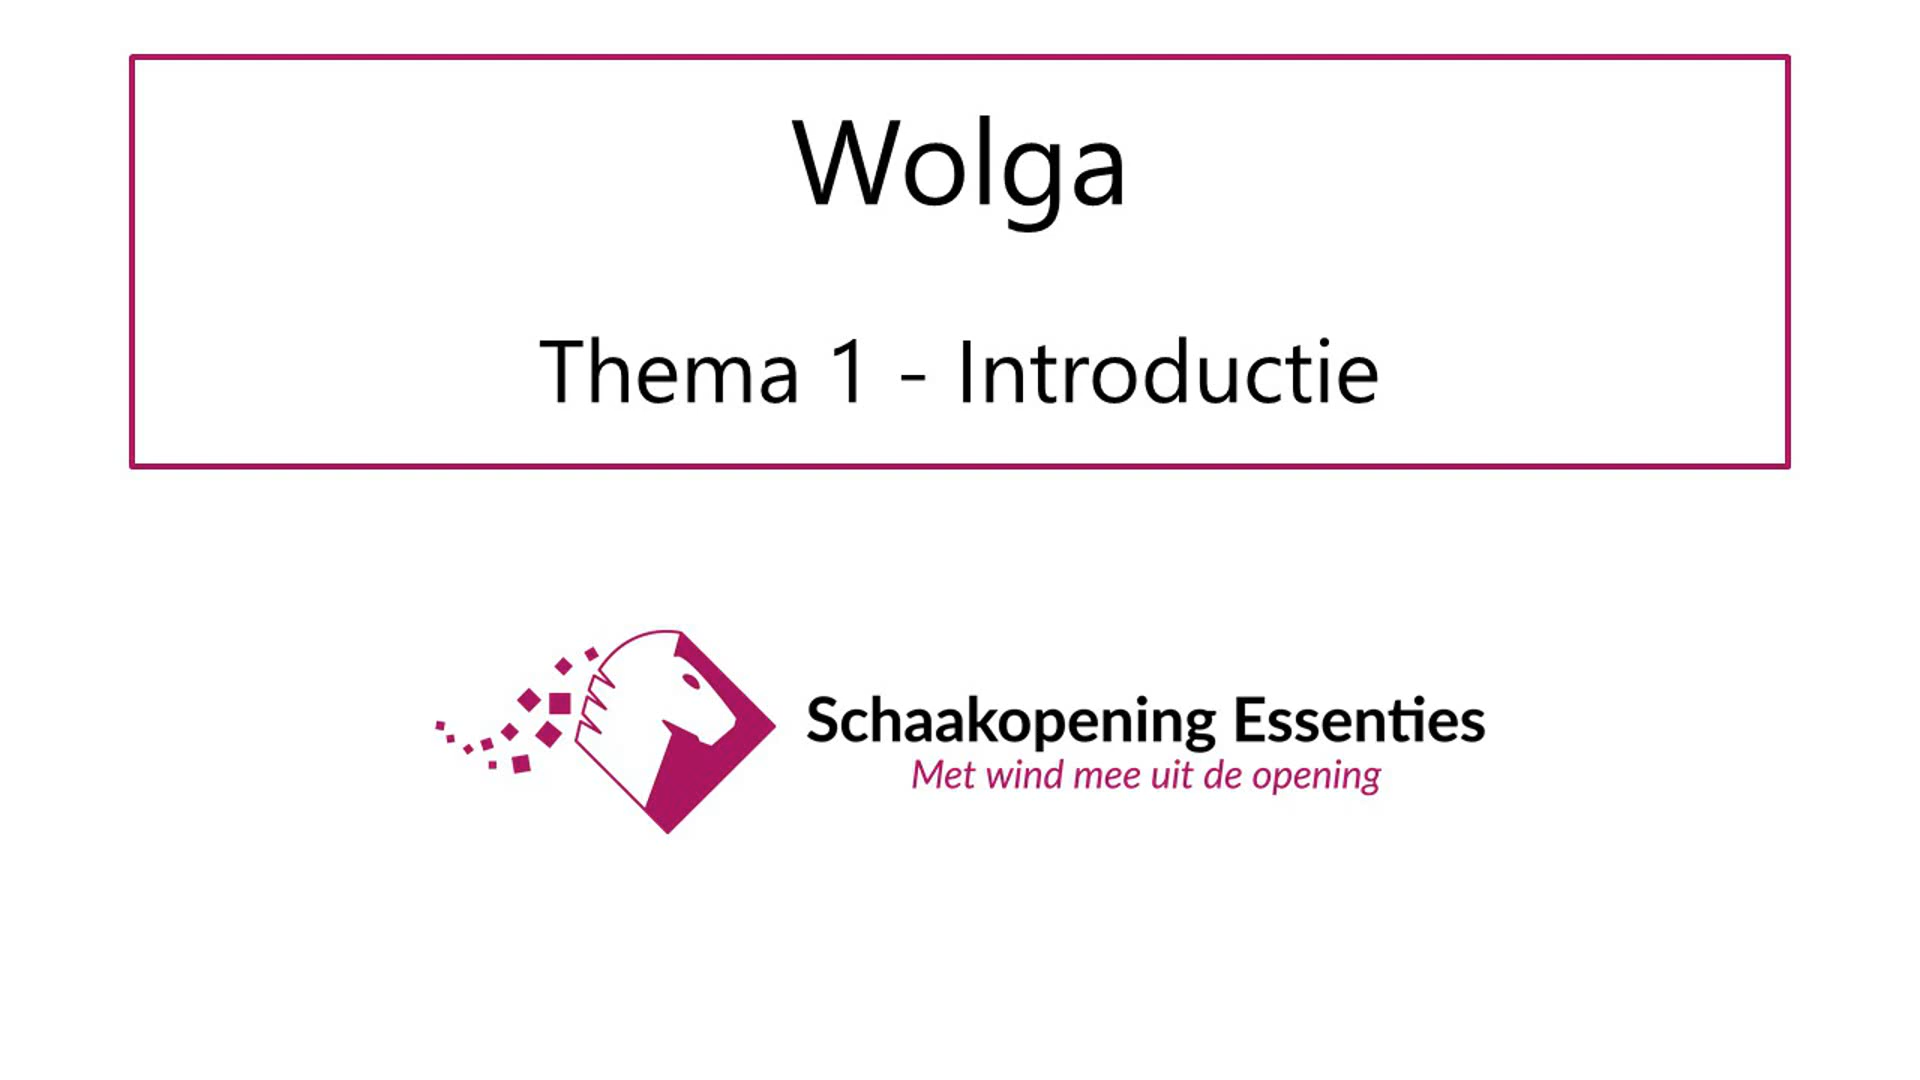 Wolga
Thema 1 - Introductie
Schaakopening Essenties
Met wind mee uit de opening